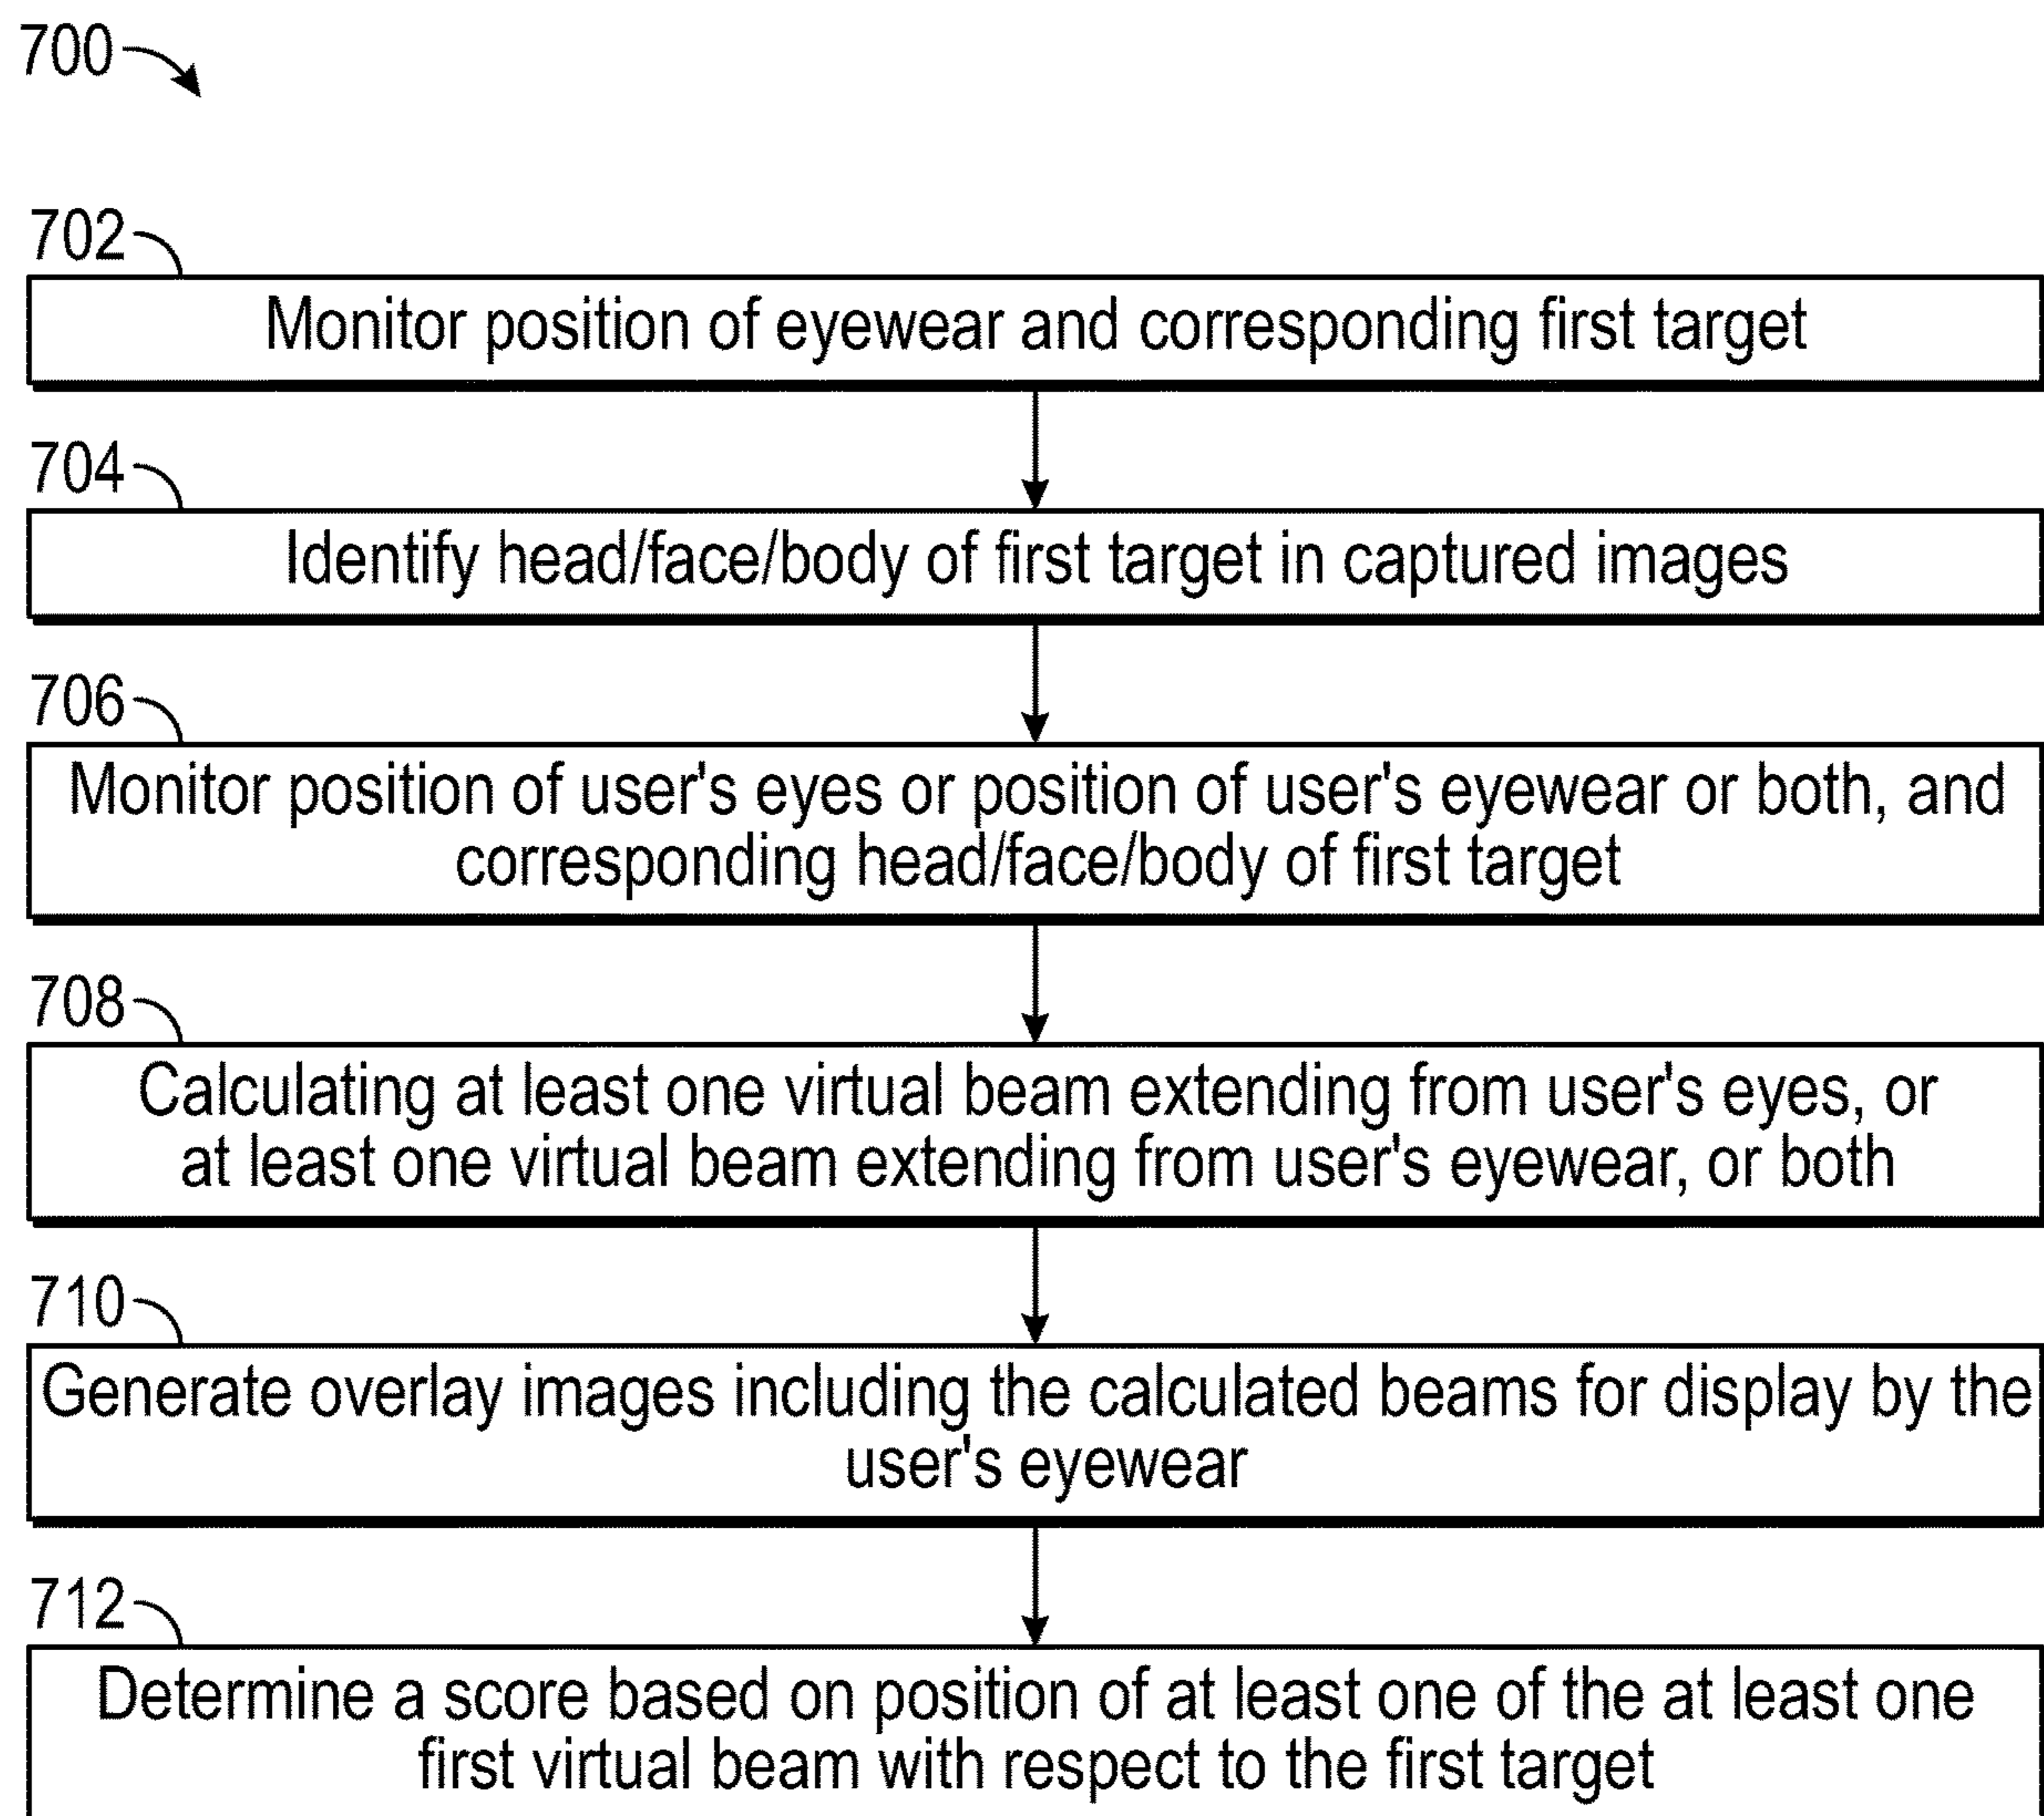 700
702
Monitor position of eyewear and corresponding first target
704
Identify head/face/body of first target in captured images
706
Monitor position of user's eyes or position of user's eyewear or both, and
corresponding head/face/body of first target
708
Calculating at least one virtual beam extending from user's eyes, or
at least one virtual beam extending from user's eyewear, or both
710
Generate overlay images including the calculated beams for display by the
user's eyewear
712
Determine a score based on position of at least one of the at least one
first virtual beam with respect to the first target